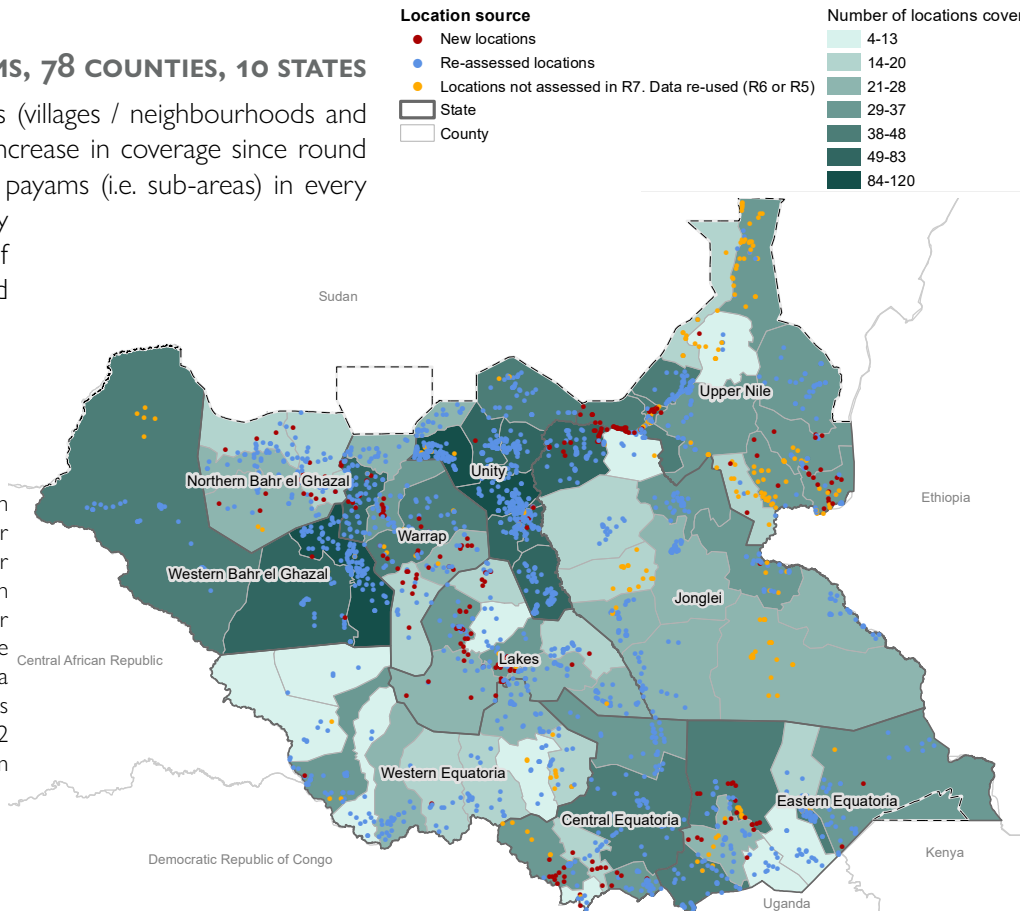 MS, 78 COUNTIES, 10 STATES
s (villages / neighbourhoods and
ncrease in coverage since round
payams (i.e. sub-areas) in every
y
f
d
n
r
r
n
r
e
a
s
2
n
Location source
New locations
Re-assessed locations
Locations not assessed in R7. Data re-used (R6 or R5)
State
County
Number of locations cover
4-13
14-20
21-28
29-37
38-48
49-83
84-120
Sudan
Upper Nile
Northern Bahr el Ghazal
Unity
Ethiopia
Warrap
Western Bahr el Ghazal
Jonglei
Central African Republic
Lakes
Western Equatoria
Central Equatoria
Eastern Equatoria
Democratic Republic of Congo
Kenya
Uganda